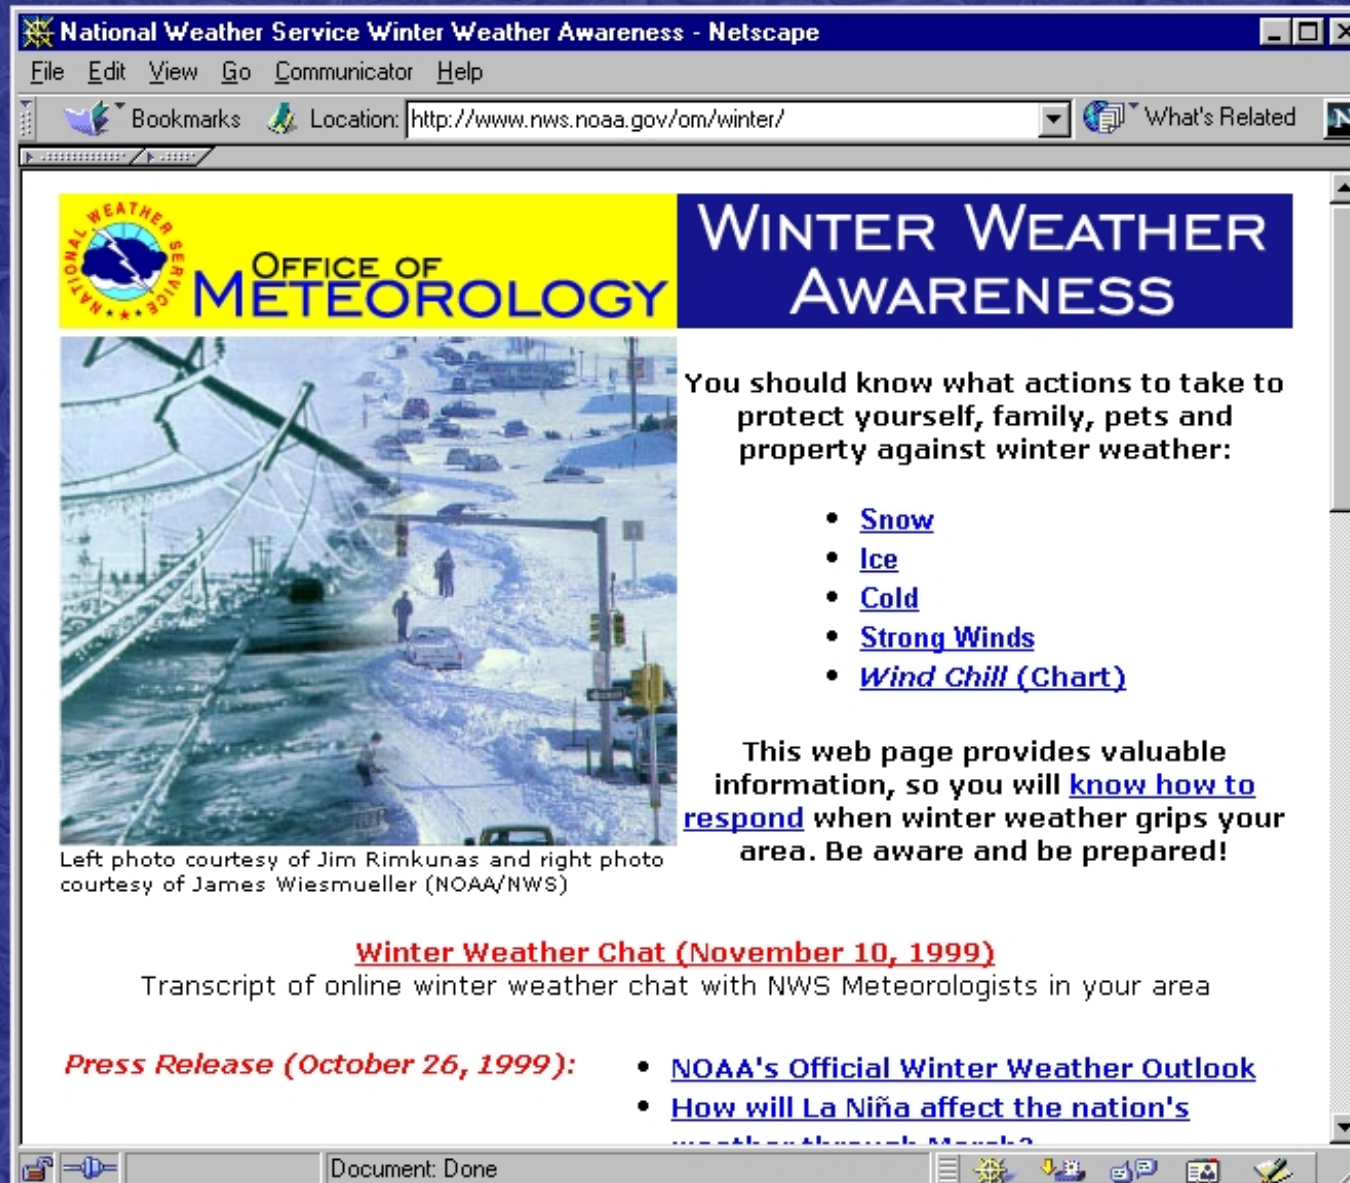 National Weather Service Winter Weather Awareness - Netscape
File Edit View Go Communicator Help
Bookmarks Location: http://www.nws.noaa.gov/om/winter/ What's Related N
NATIONAL WEATHER SERVICE
OFFICE OF
METEOROLOGY
WINTER WEATHER
AWARENESS
You should know what actions to take to
protect yourself, family, pets and
property against winter weather:
• Snow
• Ice
• Cold
• Strong Winds
• Wind Chill (Chart)
This web page provides valuable
information, so you will know how to
respond when winter weather grips your
area. Be aware and be prepared!
Left photo courtesy of Jim Rimkunas and right photo
courtesy of James Wiesmueller (NOAA/NWS)
Winter Weather Chat (November 10, 1999)
Transcript of online winter weather chat with NWS Meteorologists in your area
Press Release (October 26, 1999):
• NOAA's Official Winter Weather Outlook
• How will La Niña affect the nation's
weather through March?
Document: Done